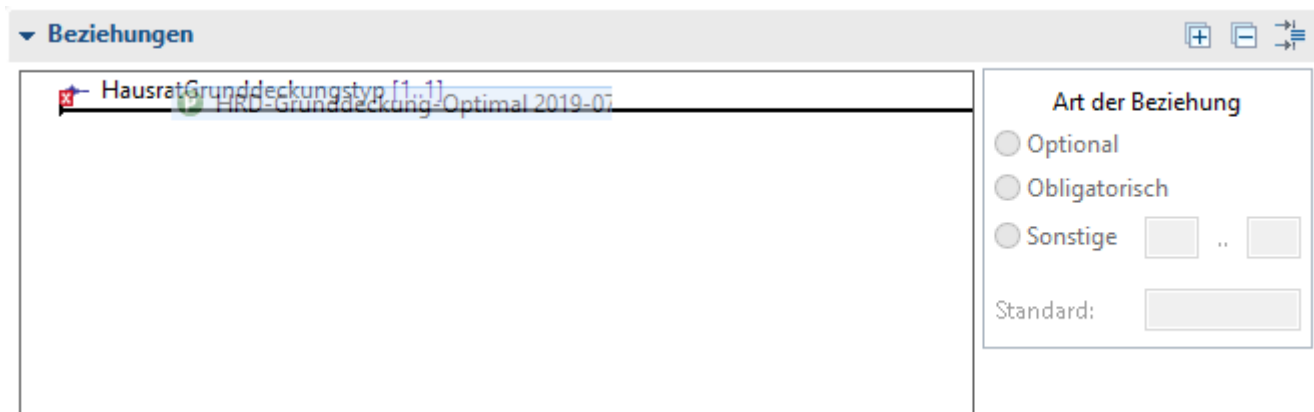 Beziehungen
HausratGrunddeckungstyp [1..1]
HRD-Grunddeckung-Optimal 2019-07
Art der Beziehung
Optional
Obligatorisch
Sonstige ..
Standard: